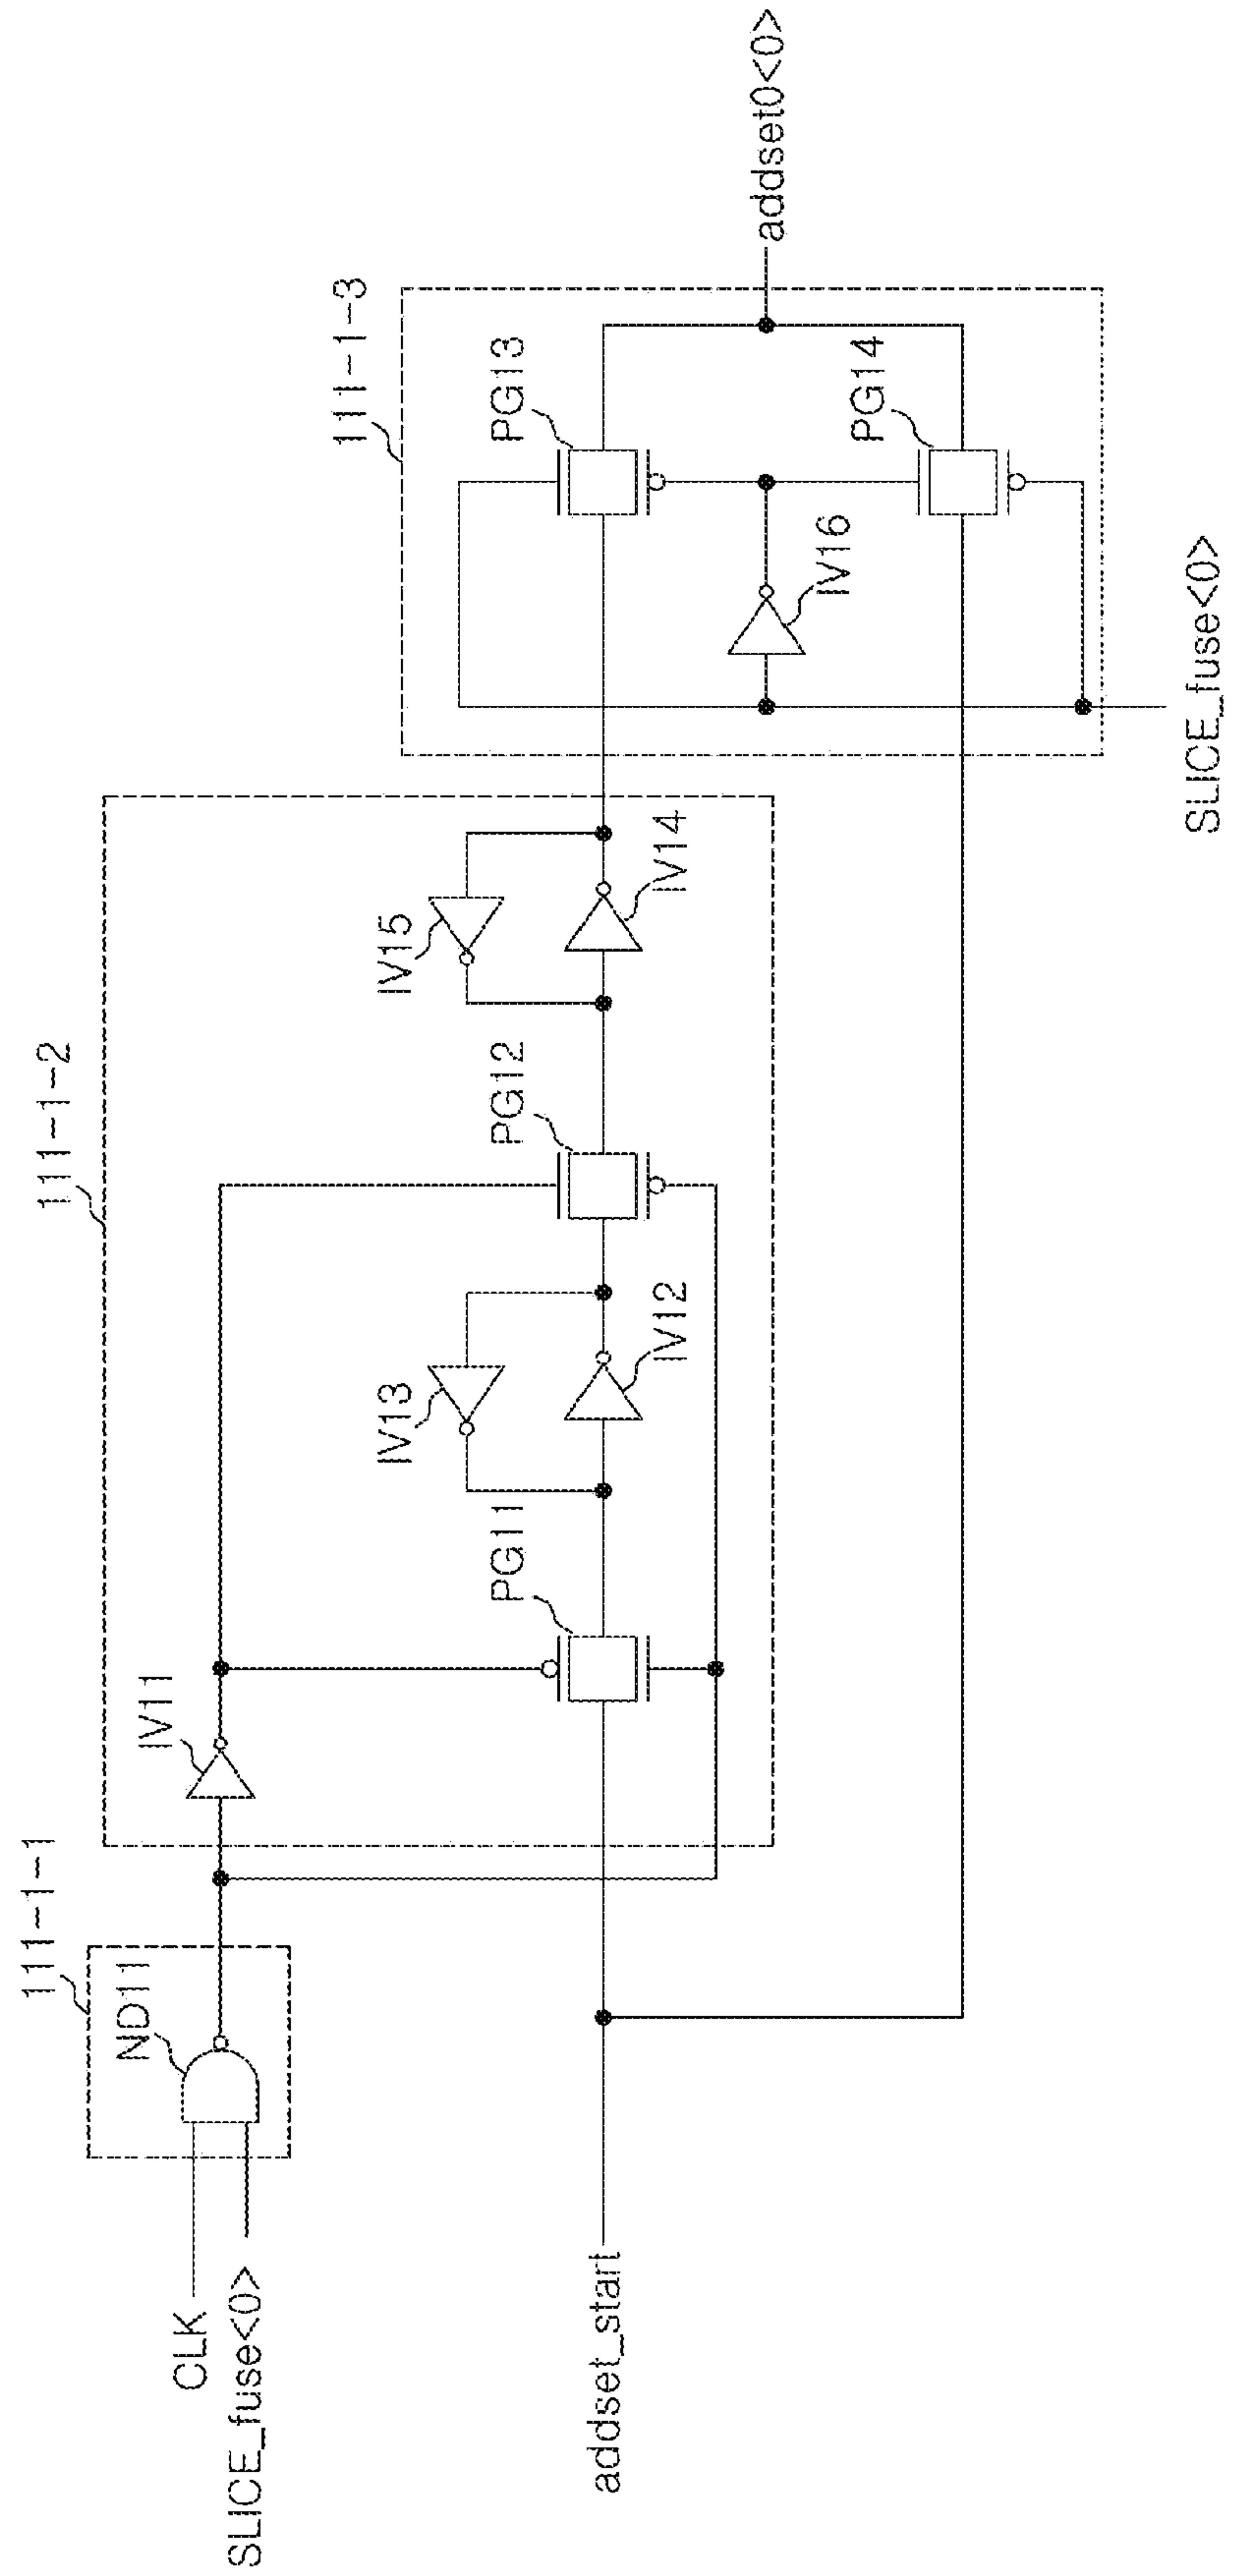 111-1-1
ND11
CLK
SLICE_fuse<0>
111-1-2
IV11
PG11
IV13
IV12
PG12
IV15
IV14
addset_start
111-1-3
PG13
IV16
PG14
addset0<0>
SLICE_fuse<0>